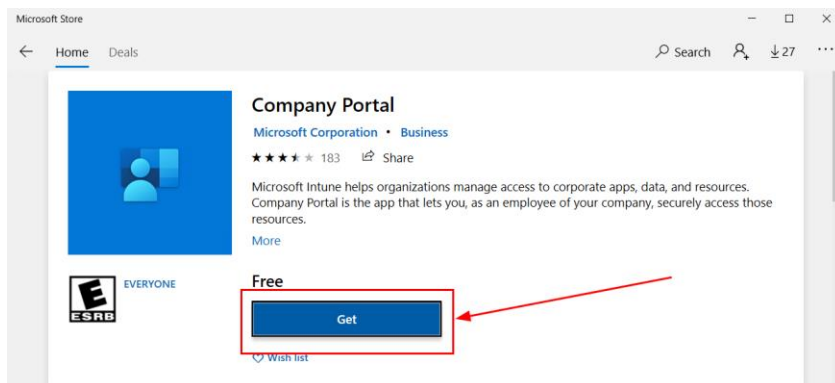 Microsoft Store
Home Deals Search 27
Company Portal
Microsoft Corporation • Business
183 Share
Microsoft Intune helps organizations manage access to corporate apps, data, and resources.
Company Portal is the app that lets you, as an employee of your company, securely access those
resources.
More
E
ESRB
EVERYONE
Free
Get
Wish list